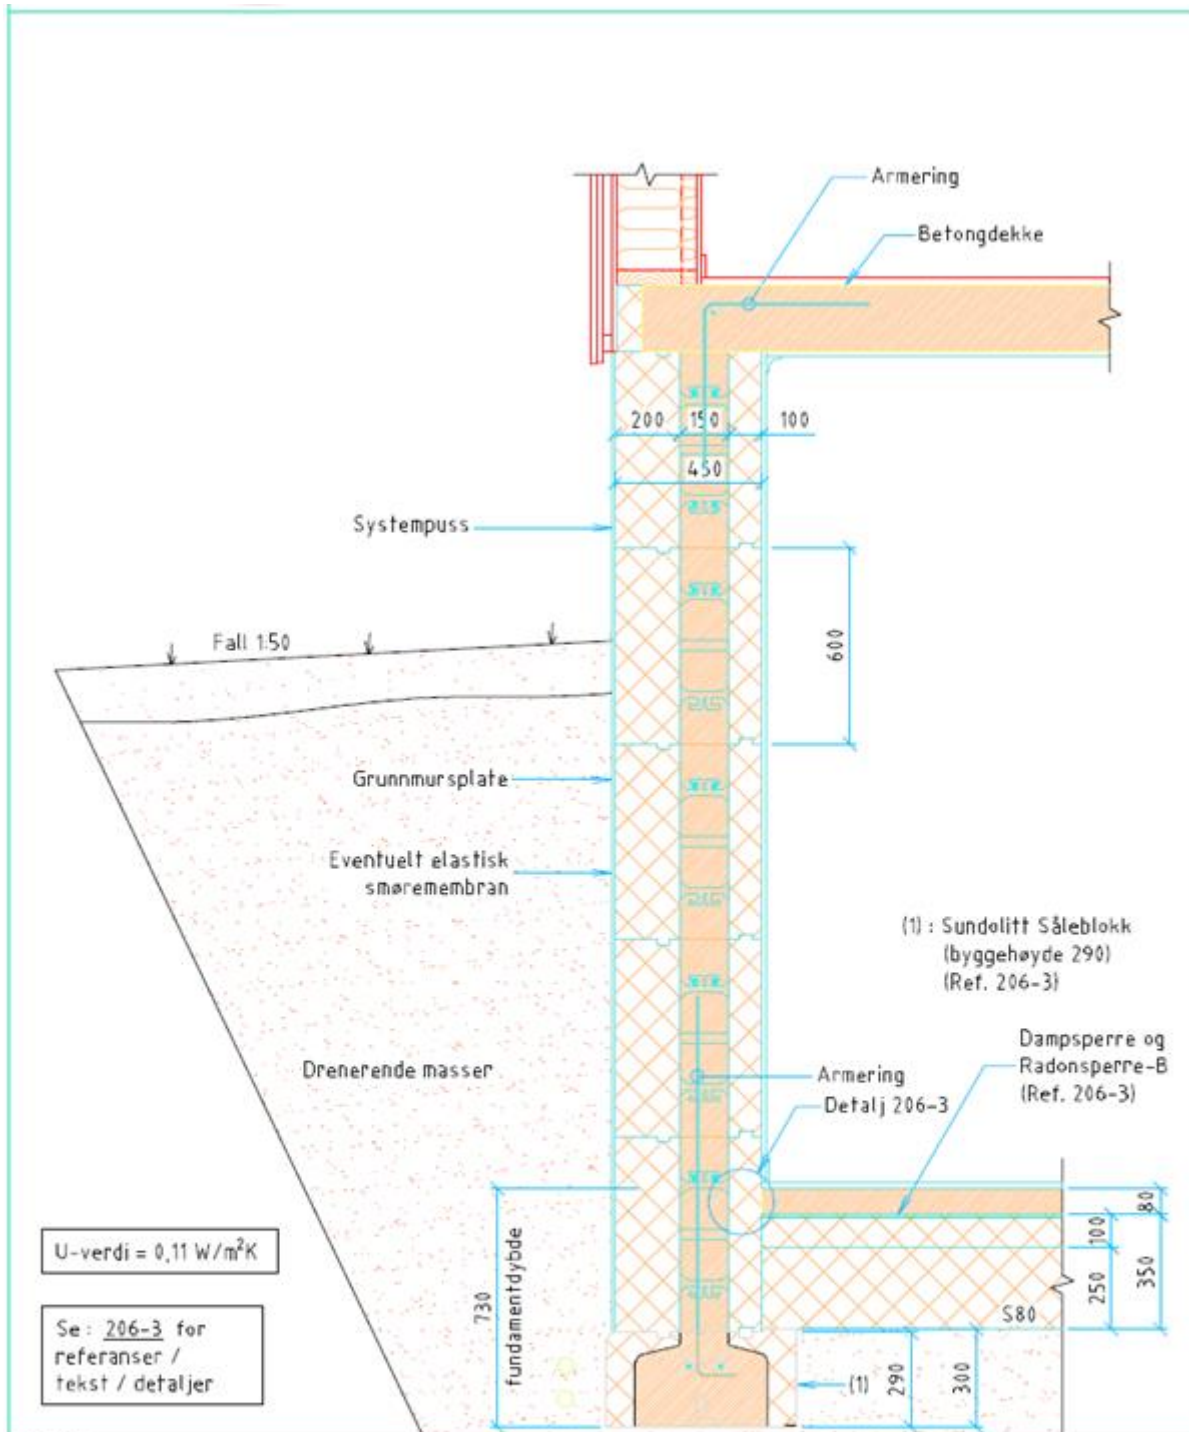 Armering
Betongdekke
200
150
100
450
Systempuss
600
Fall 1:50
Grunnmursplate
Eventuelt elastisk
smøremembran
(1) : Sundolitt Såleblokk
(byggehøyde 290)
(Ref. 206-3)
Drenerende masser
Dampsperre og
Radonsperre-B
(Ref. 206-3)
Armering
Detalj 206-3
80
100
350
250
S80
U-verdi = 0,11 W/m²K
730
fundamentdybde
Se : 206-3 for
referanser /
tekst / detaljer
(1)
290
300